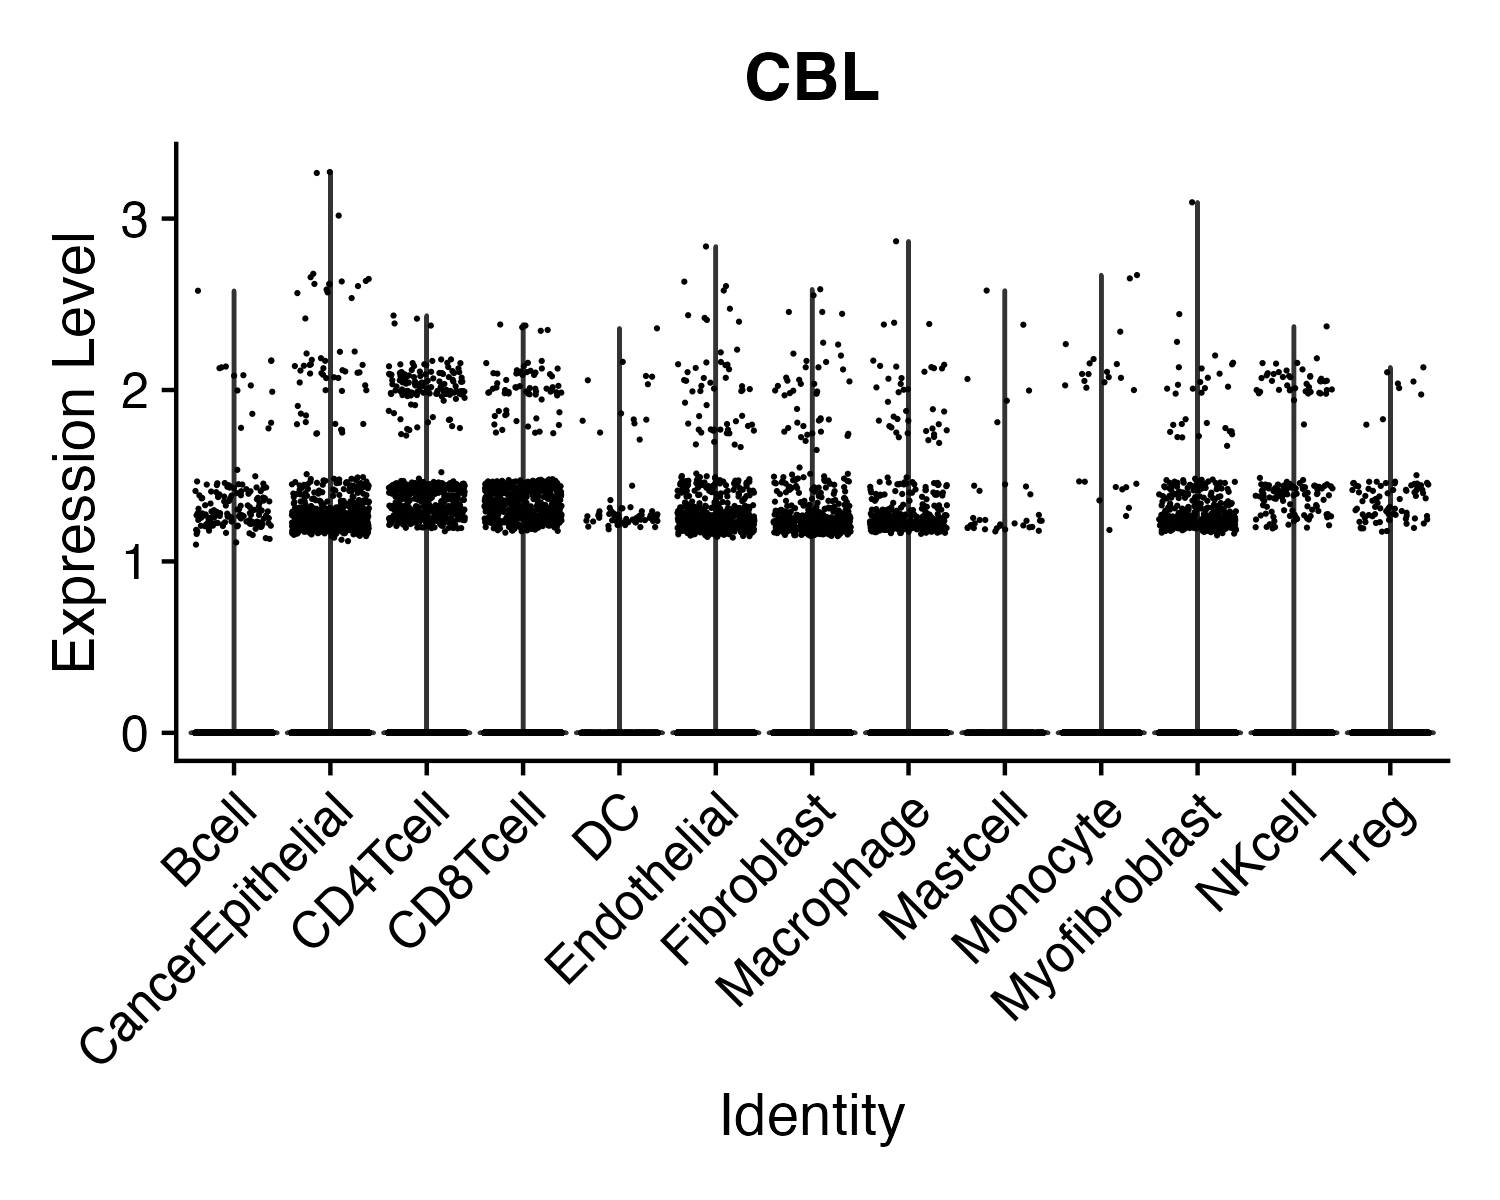 CBL
Expression Level
3
2
1
0
Bcell
CancerEpithelial
CD4Tcell
CD8Tcell
DC
Endothelial
Fibroblast
Macrophage
Mastcell
Monocyte
Myofibroblast
NKcell
Treg
Identity